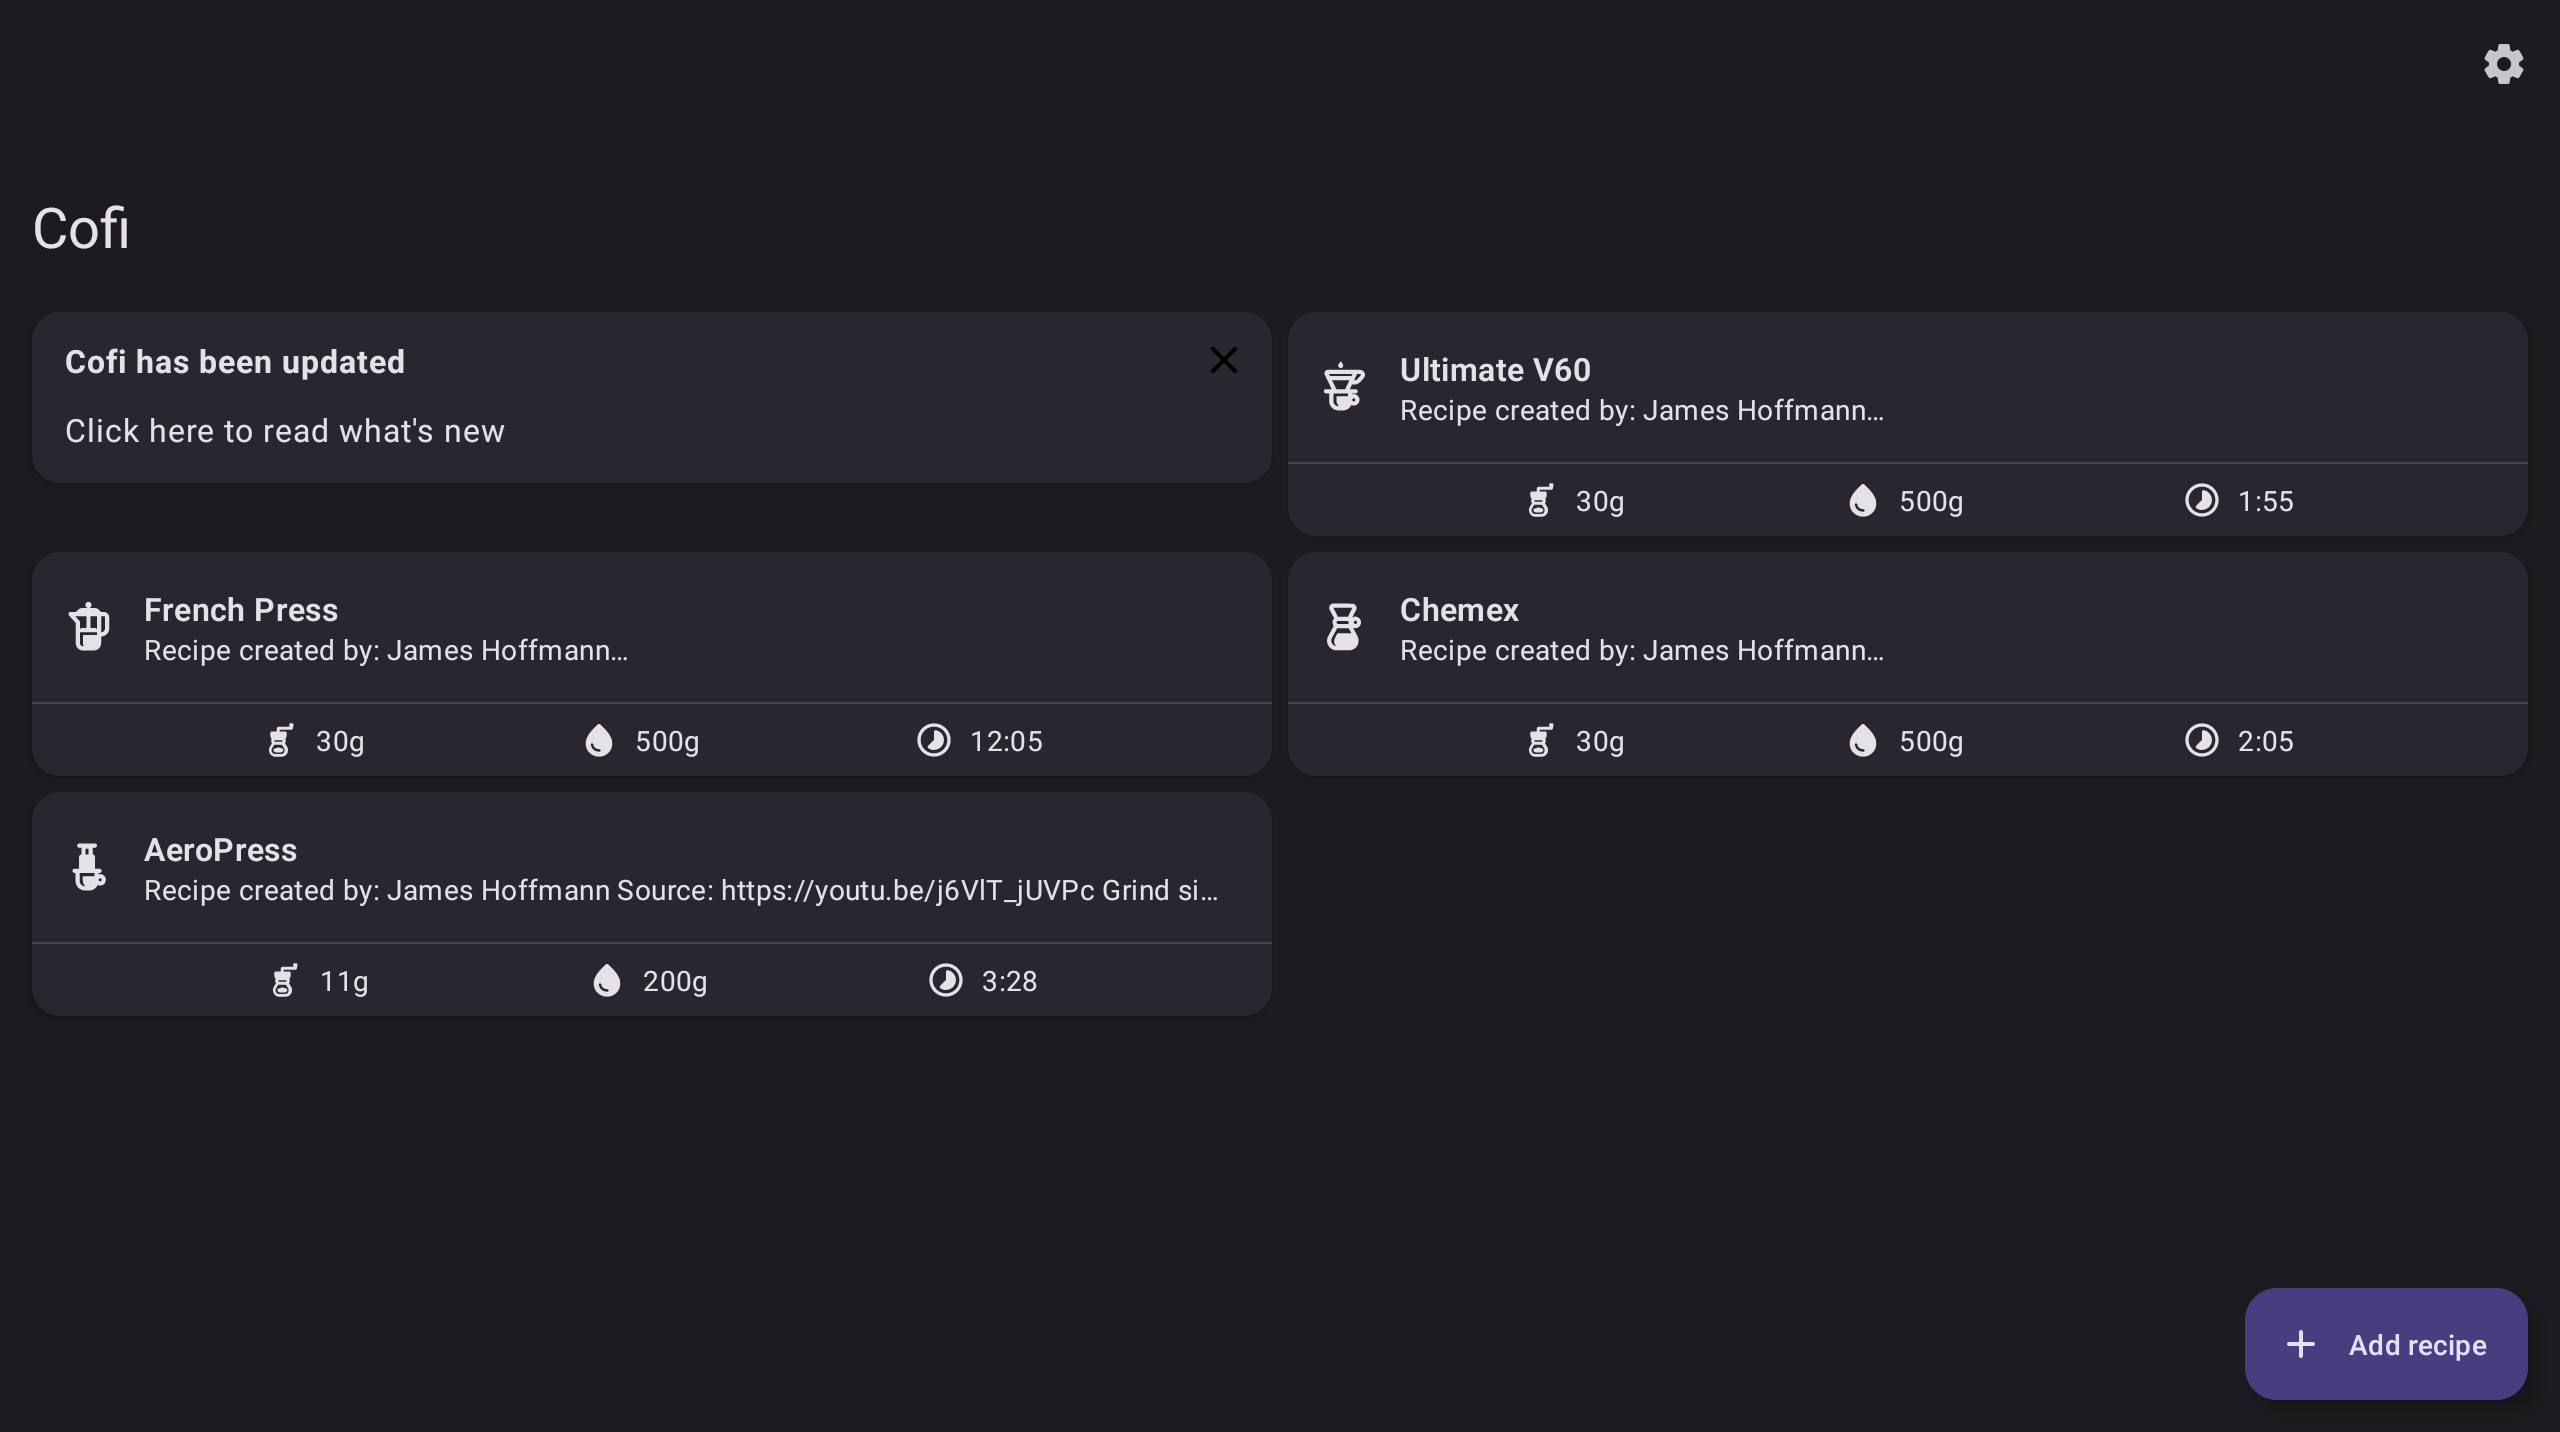 Cofi
Cofi has been updated
Click here to read what's new
Ultimate V60
Recipe created by: James Hoffmann…
30g
500g
1:55
French Press
Recipe created by: James Hoffmann…
30g
500g
12:05
Chemex
Recipe created by: James Hoffmann…
30g
500g
2:05
AeroPress
Recipe created by: James Hoffmann Source: https://youtu.be/j6VlT_jUVPc Grind si…
11g
200g
3:28
Add recipe